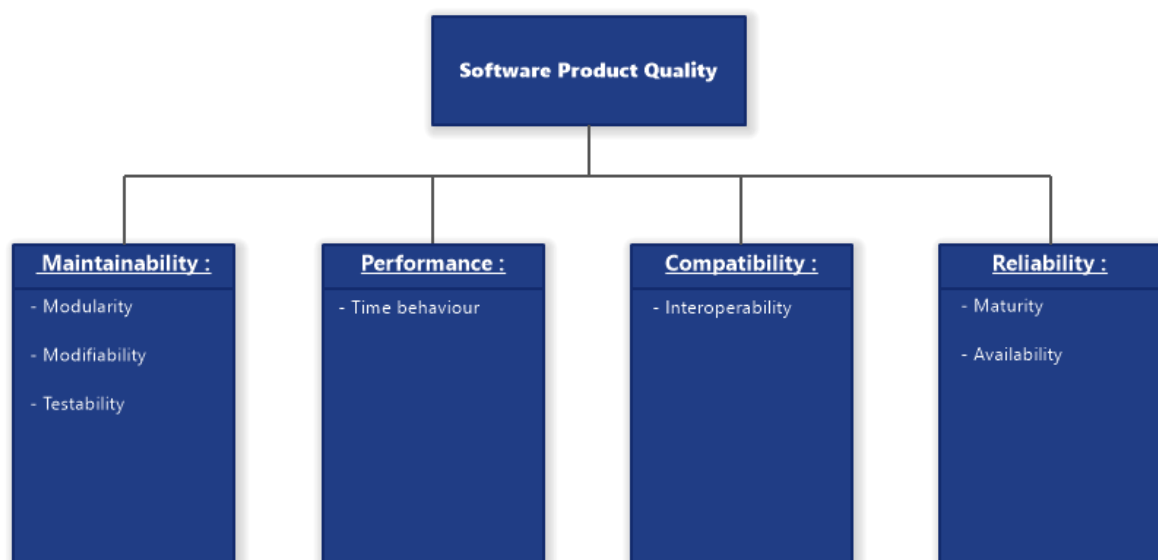 Software Product Quality
Maintainability :
- Modularity
- Modifiability
- Testability
Performance :
- Time behaviour
Compatibility :
- Interoperability
Reliability :
- Maturity
- Availability